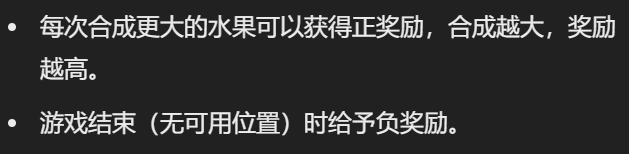 • 每次合成更大的水果可以获得正奖励，合成越大，奖励
越高。
• 游戏结束（无可用位置）时给予负奖励。